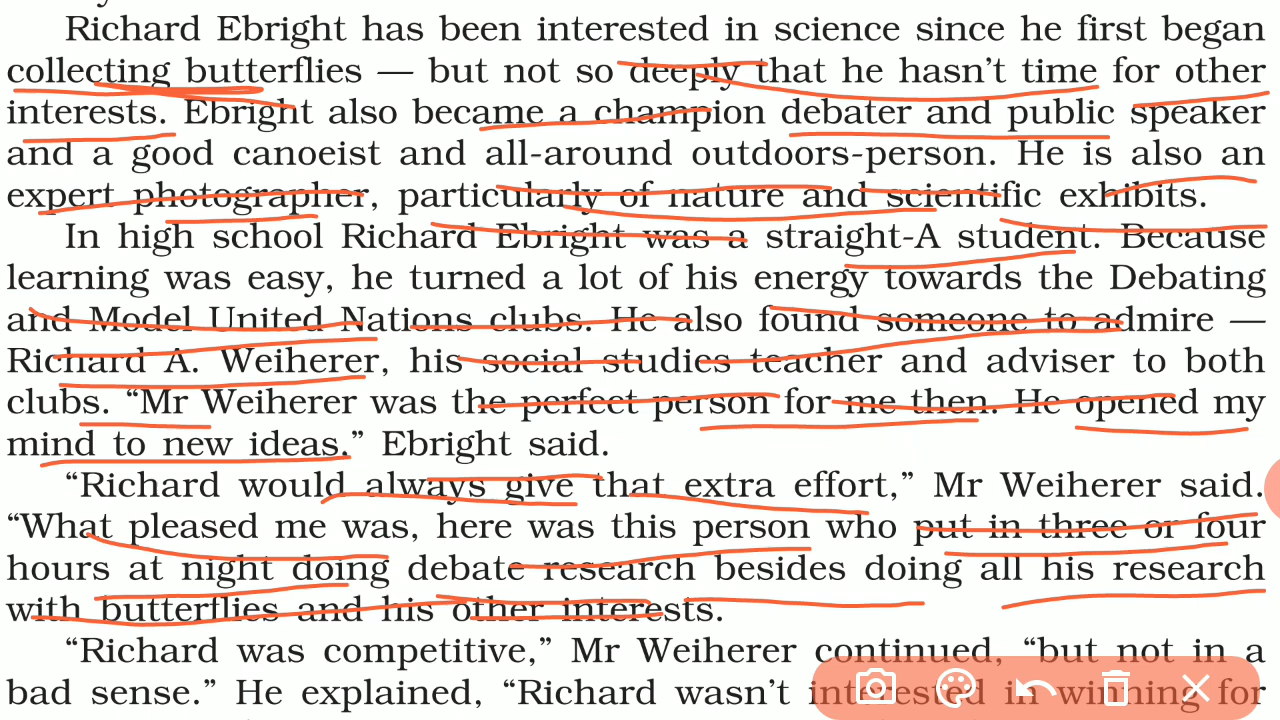 Richard Ebright has been interested in science since he first began
collecting butterflies — but not so deeply that he hasn't time for other
interests. Ebright also became a champion debater and public speaker
and a good canoeist and all-around outdoors-person. He is also an
expert photographer, particularly of nature and scientific exhibits.
In high school Richard Ebright was a straight-A student. Because
learning was easy, he turned a lot of his energy towards the Debating
and Model United Nations clubs. He also found someone to admire —
Richard A. Weiherer, his social studies teacher and adviser to both
clubs. “Mr Weiherer was the perfect person for me then. He opened my
mind to new ideas.” Ebright said.
“Richard would always give that extra effort,” Mr Weiherer said.
“What pleased me was, here was this person who put in three or four
hours at night doing debate research besides doing all his research
with butterflies and his other interests.
“Richard was competitive,” Mr Weiherer continued, “but not in a
bad sense.” He explained, “Richard wasn't interested in winning for